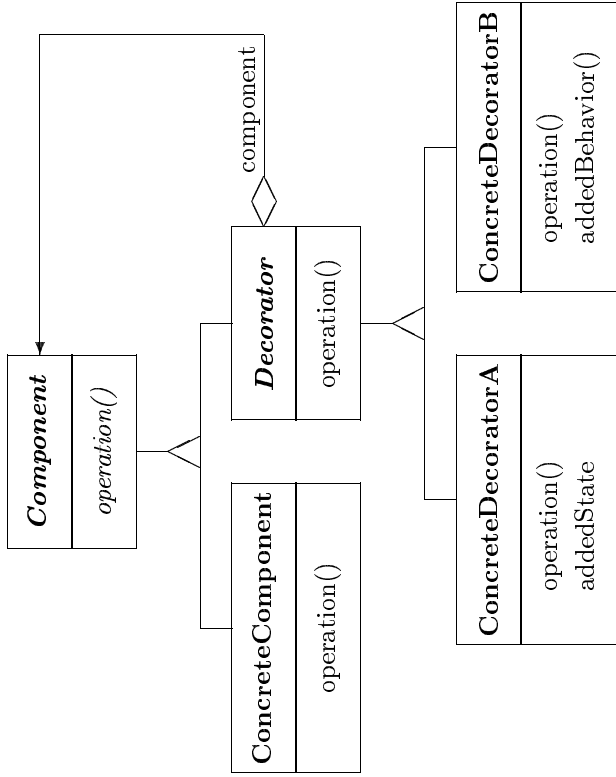 Component
operation()
component
ConcreteComponent
operation()
Decorator
operation()
ConcreteDecoratorA
operation()
addedState
ConcreteDecoratorB
operation()
addedBehavior()